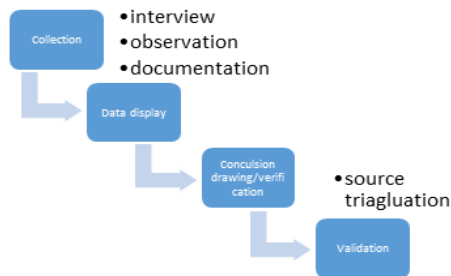 Collection
•interview
•observation
•documentation
Data display
Conculsion
drawing/verifi
cation
•source
triagluation
Validation